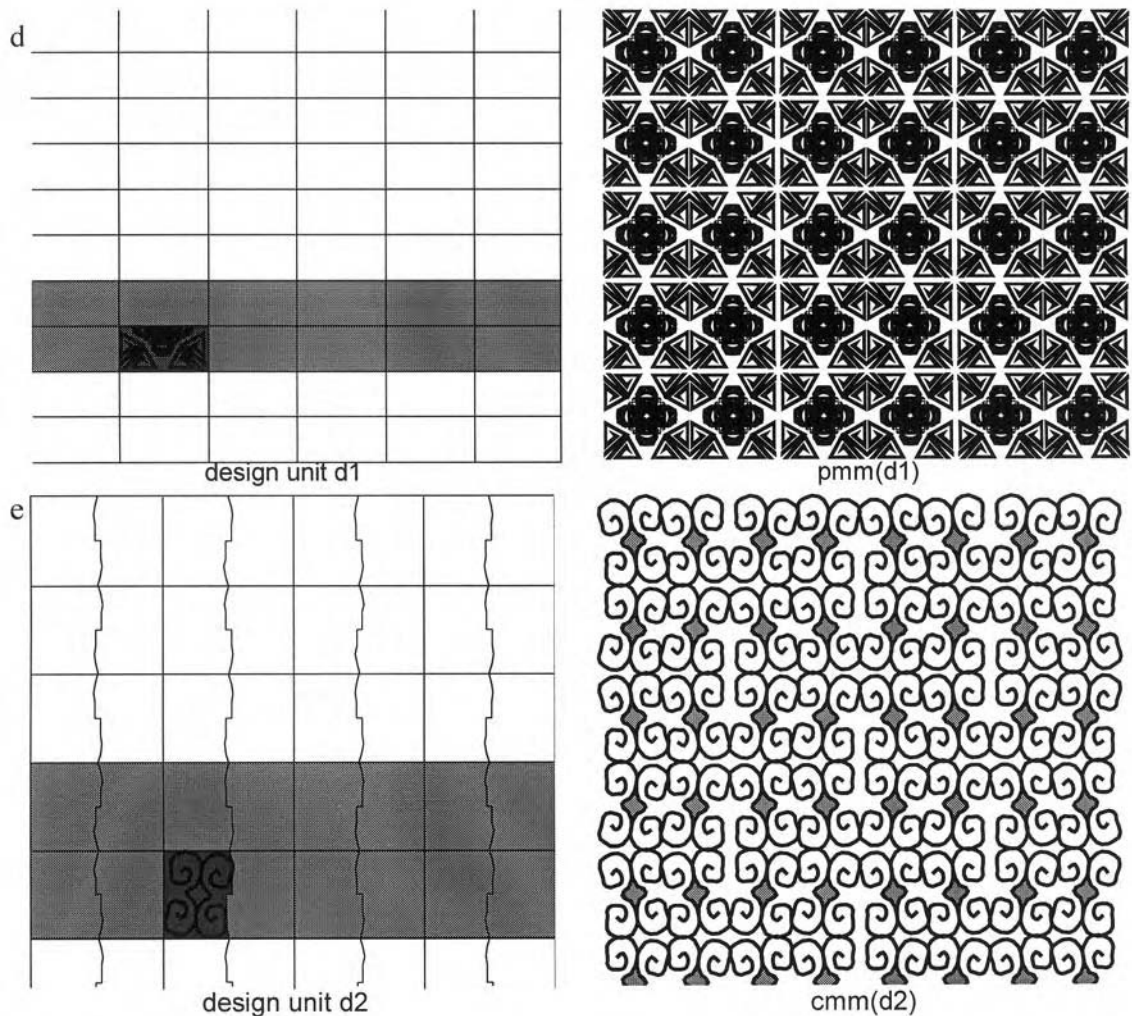 d
design unit d1
pmm(d1)
e
design unit d2
cmm(d2)